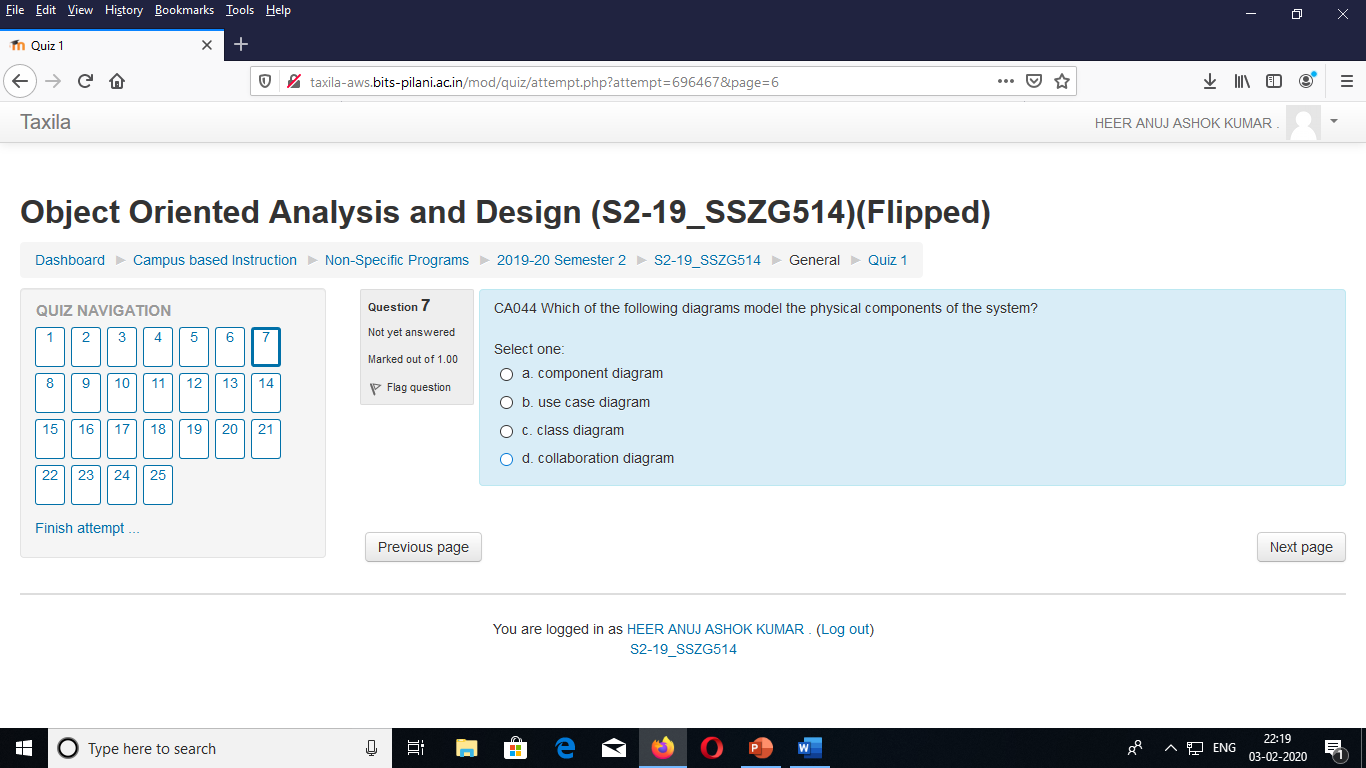 File Edit View History Bookmarks Tools Help
Quiz 1
taxila-aws.bits-pilani.ac.in/mod/quiz/attempt.php?attempt=696467&page=6
Taxila
HEER ANUJ ASHOK KUMAR .
Object Oriented Analysis and Design (S2-19_SSZG514)(Flipped)
Dashboard Campus based Instruction Non-Specific Programs 2019-20 Semester 2 S2-19_SSZG514 General Quiz 1
QUIZ NAVIGATION
1 2 3 4 5 6 7
8 9 10 11 12 13 14
15 16 17 18 19 20 21
22 23 24 25
Finish attempt ...
Question 7
Not yet answered
Marked out of 1.00
Flag question
CA044 Which of the following diagrams model the physical components of the system?
Select one:
a. component diagram
b. use case diagram
c. class diagram
d. collaboration diagram
Previous page
Next page
You are logged in as HEER ANUJ ASHOK KUMAR . (Log out)
S2-19_SSZG514
Type here to search
ENG
22:19
03-02-2020
1